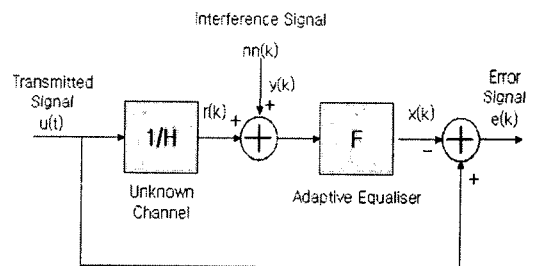 Interference Signal
nn(k)
y(k)
+
Transmitted
Signal
u(t)
1/H
r(k)
+
F
x(k)
−
Error
Signal
e(k)
+
Unknown
Channel
Adaptive Equaliser